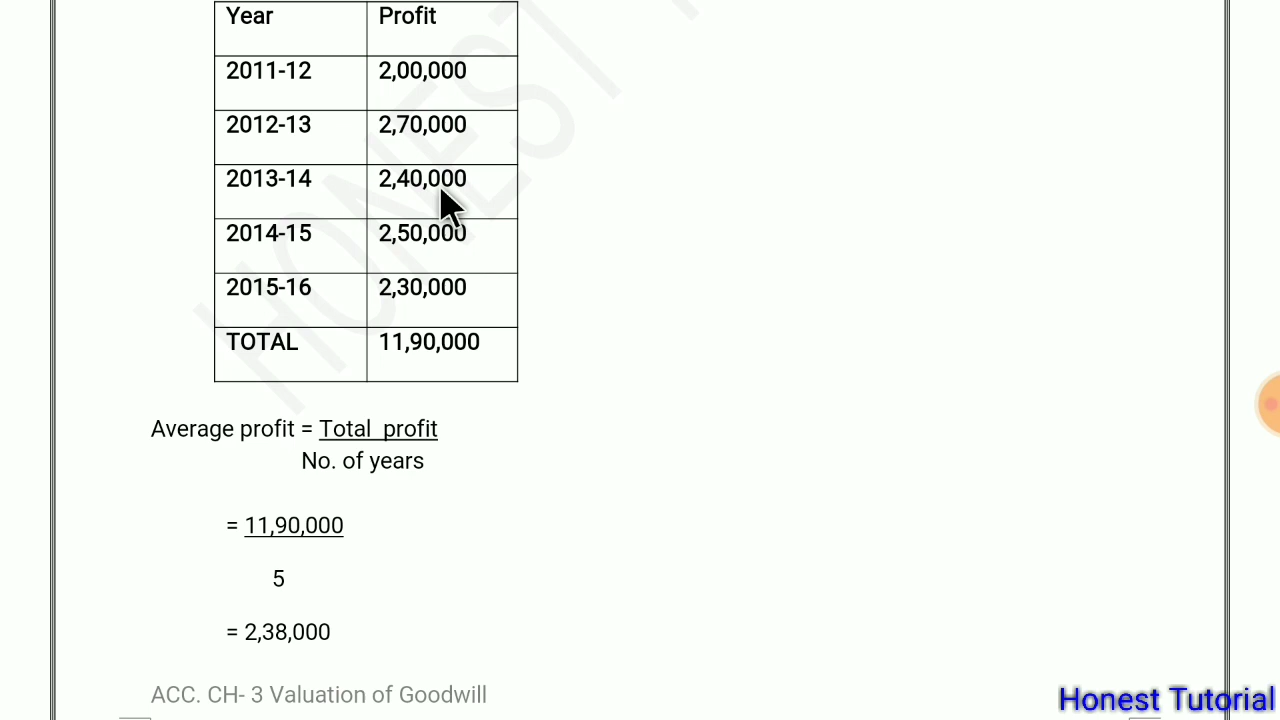 Year Profit
2011-12 2,00,000
2012-13 2,70,000
2013-14 2,40,000
2014-15 2,50,000
2015-16 2,30,000
TOTAL 11,90,000
Average profit = Total profit
No. of years
= 11,90,000
5
= 2,38,000
ACC. CH- 3 Valuation of Goodwill
Honest Tutorial
HONEST